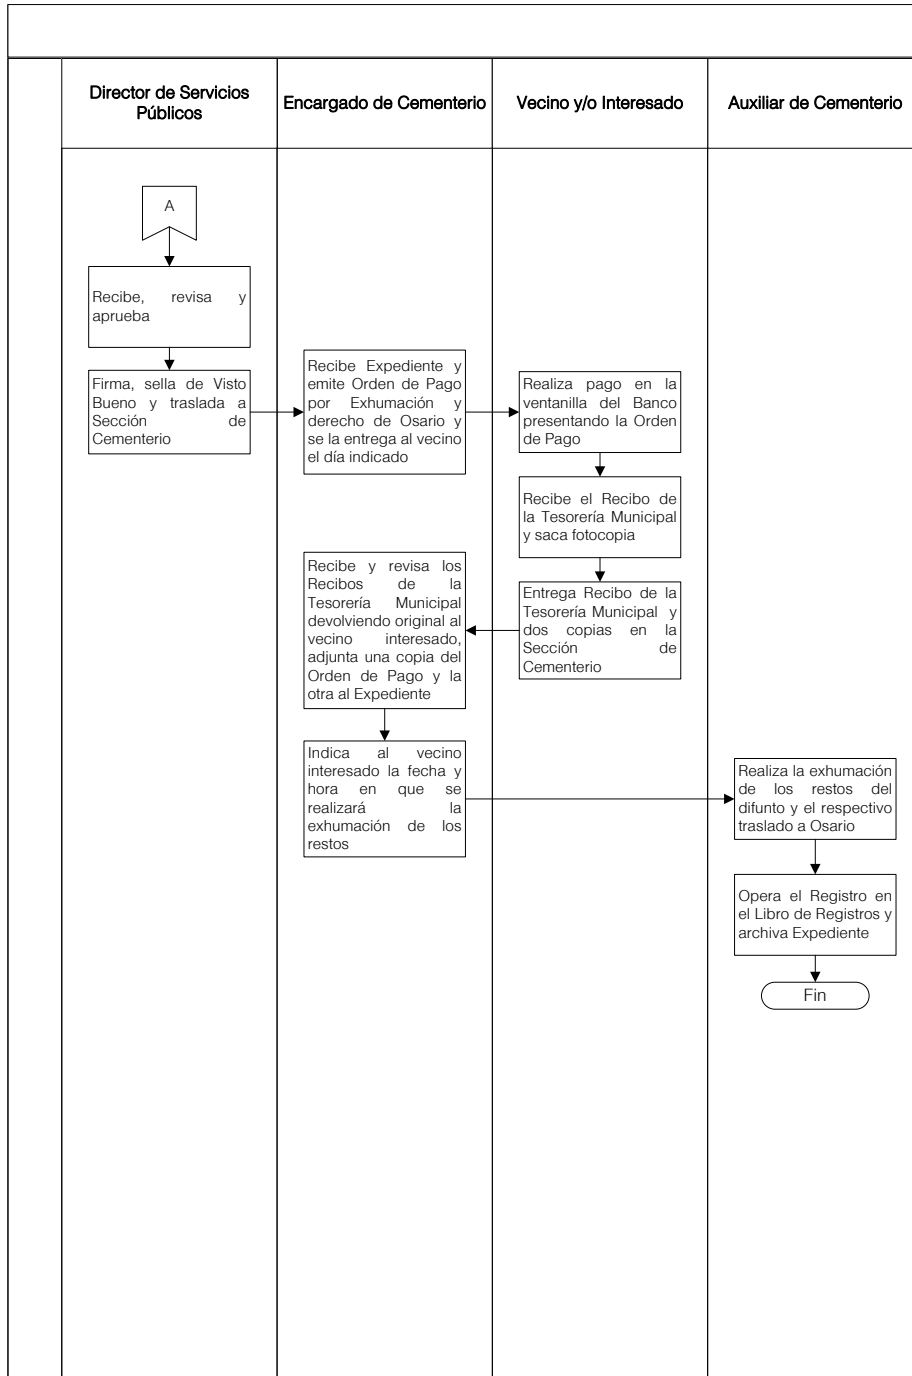 Director de Servicios
Públicos
Encargado de Cementerio
Vecino y/o Interesado
Auxiliar de Cementerio
A
Recibe, revisa y
aprueba
Firma, sella de Visto
Bueno y traslada a
Sección de
Cementerio
Recibe Expediente y
emite Orden de Pago
por Exhumación y
derecho de Osario y
se la entrega al vecino
el día indicado
Realiza pago en la
ventanilla del Banco
presentando la Orden
de Pago
Recibe el Recibo de
la Tesorería Municipal
y saca fotocopia
Entrega Recibo de la
Tesorería Municipal y
dos copias en la
Sección de
Cementerio
Recibe y revisa los
Recibos de la
Tesorería Municipal
devolviendo original al
vecino interesado,
adjunta una copia del
Orden de Pago y la
otra al Expediente
Indica al vecino
interesado la fecha y
hora en que se
realizará la
exhumación de los
restos
Realiza la exhumación
de los restos del
difunto y el respectivo
traslado a Osario
Opera el Registro en
el Libro de Registros y
archiva Expediente
Fin